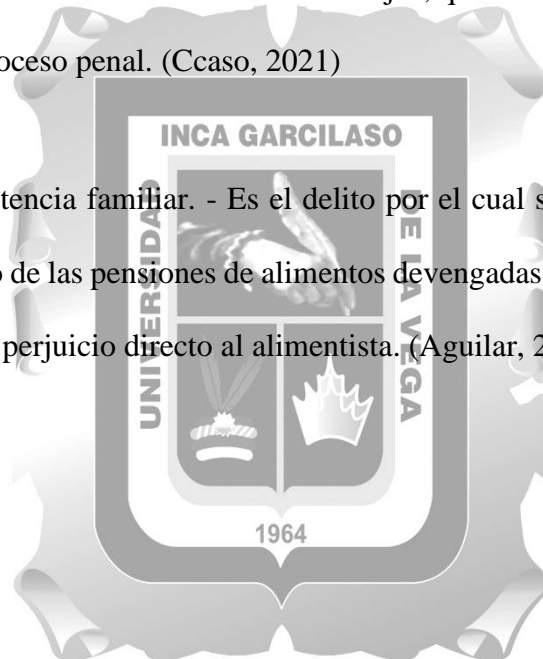 oceso penal. (Ccaso, 2021)
INCA GARCILASO
tencia familiar. - Es el delito por el cual s
o de las pensiones de alimentos devengadas
perjuicio directo al alimentista. (Aguilar, 2
UNIVERSIDAD
DE LA VEGA
1964